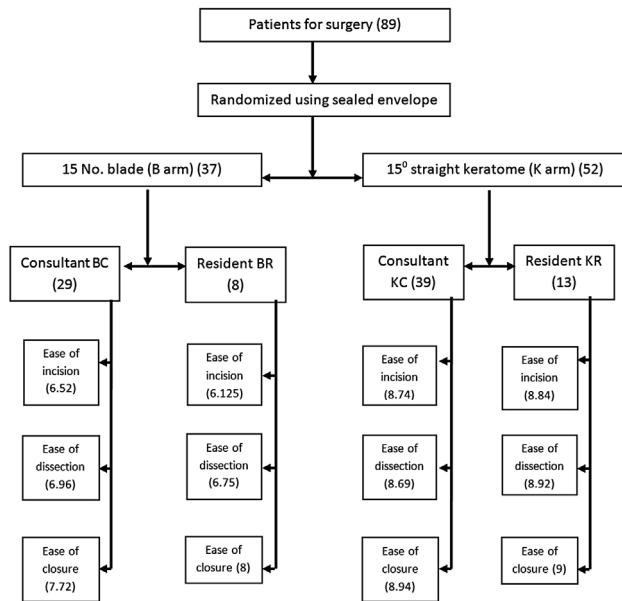 Patients for surgery (89)
Randomized using sealed envelope
15 No. blade (B arm) (37)
15⁰ straight keratome (K arm) (52)
Consultant BC
(29)
Resident BR
(8)
Consultant
KC (39)
Resident KR
(13)
Ease of
incision
(6.52)
Ease of
incision
(6.125)
Ease of
incision
(8.74)
Ease of
incision
(8.84)
Ease of
dissection
(6.96)
Ease of
dissection
(6.75)
Ease of
dissection
(8.69)
Ease of
dissection
(8.92)
Ease of
closure
(7.72)
Ease of
closure (8)
Ease of
closure
(8.94)
Ease of
closure (9)